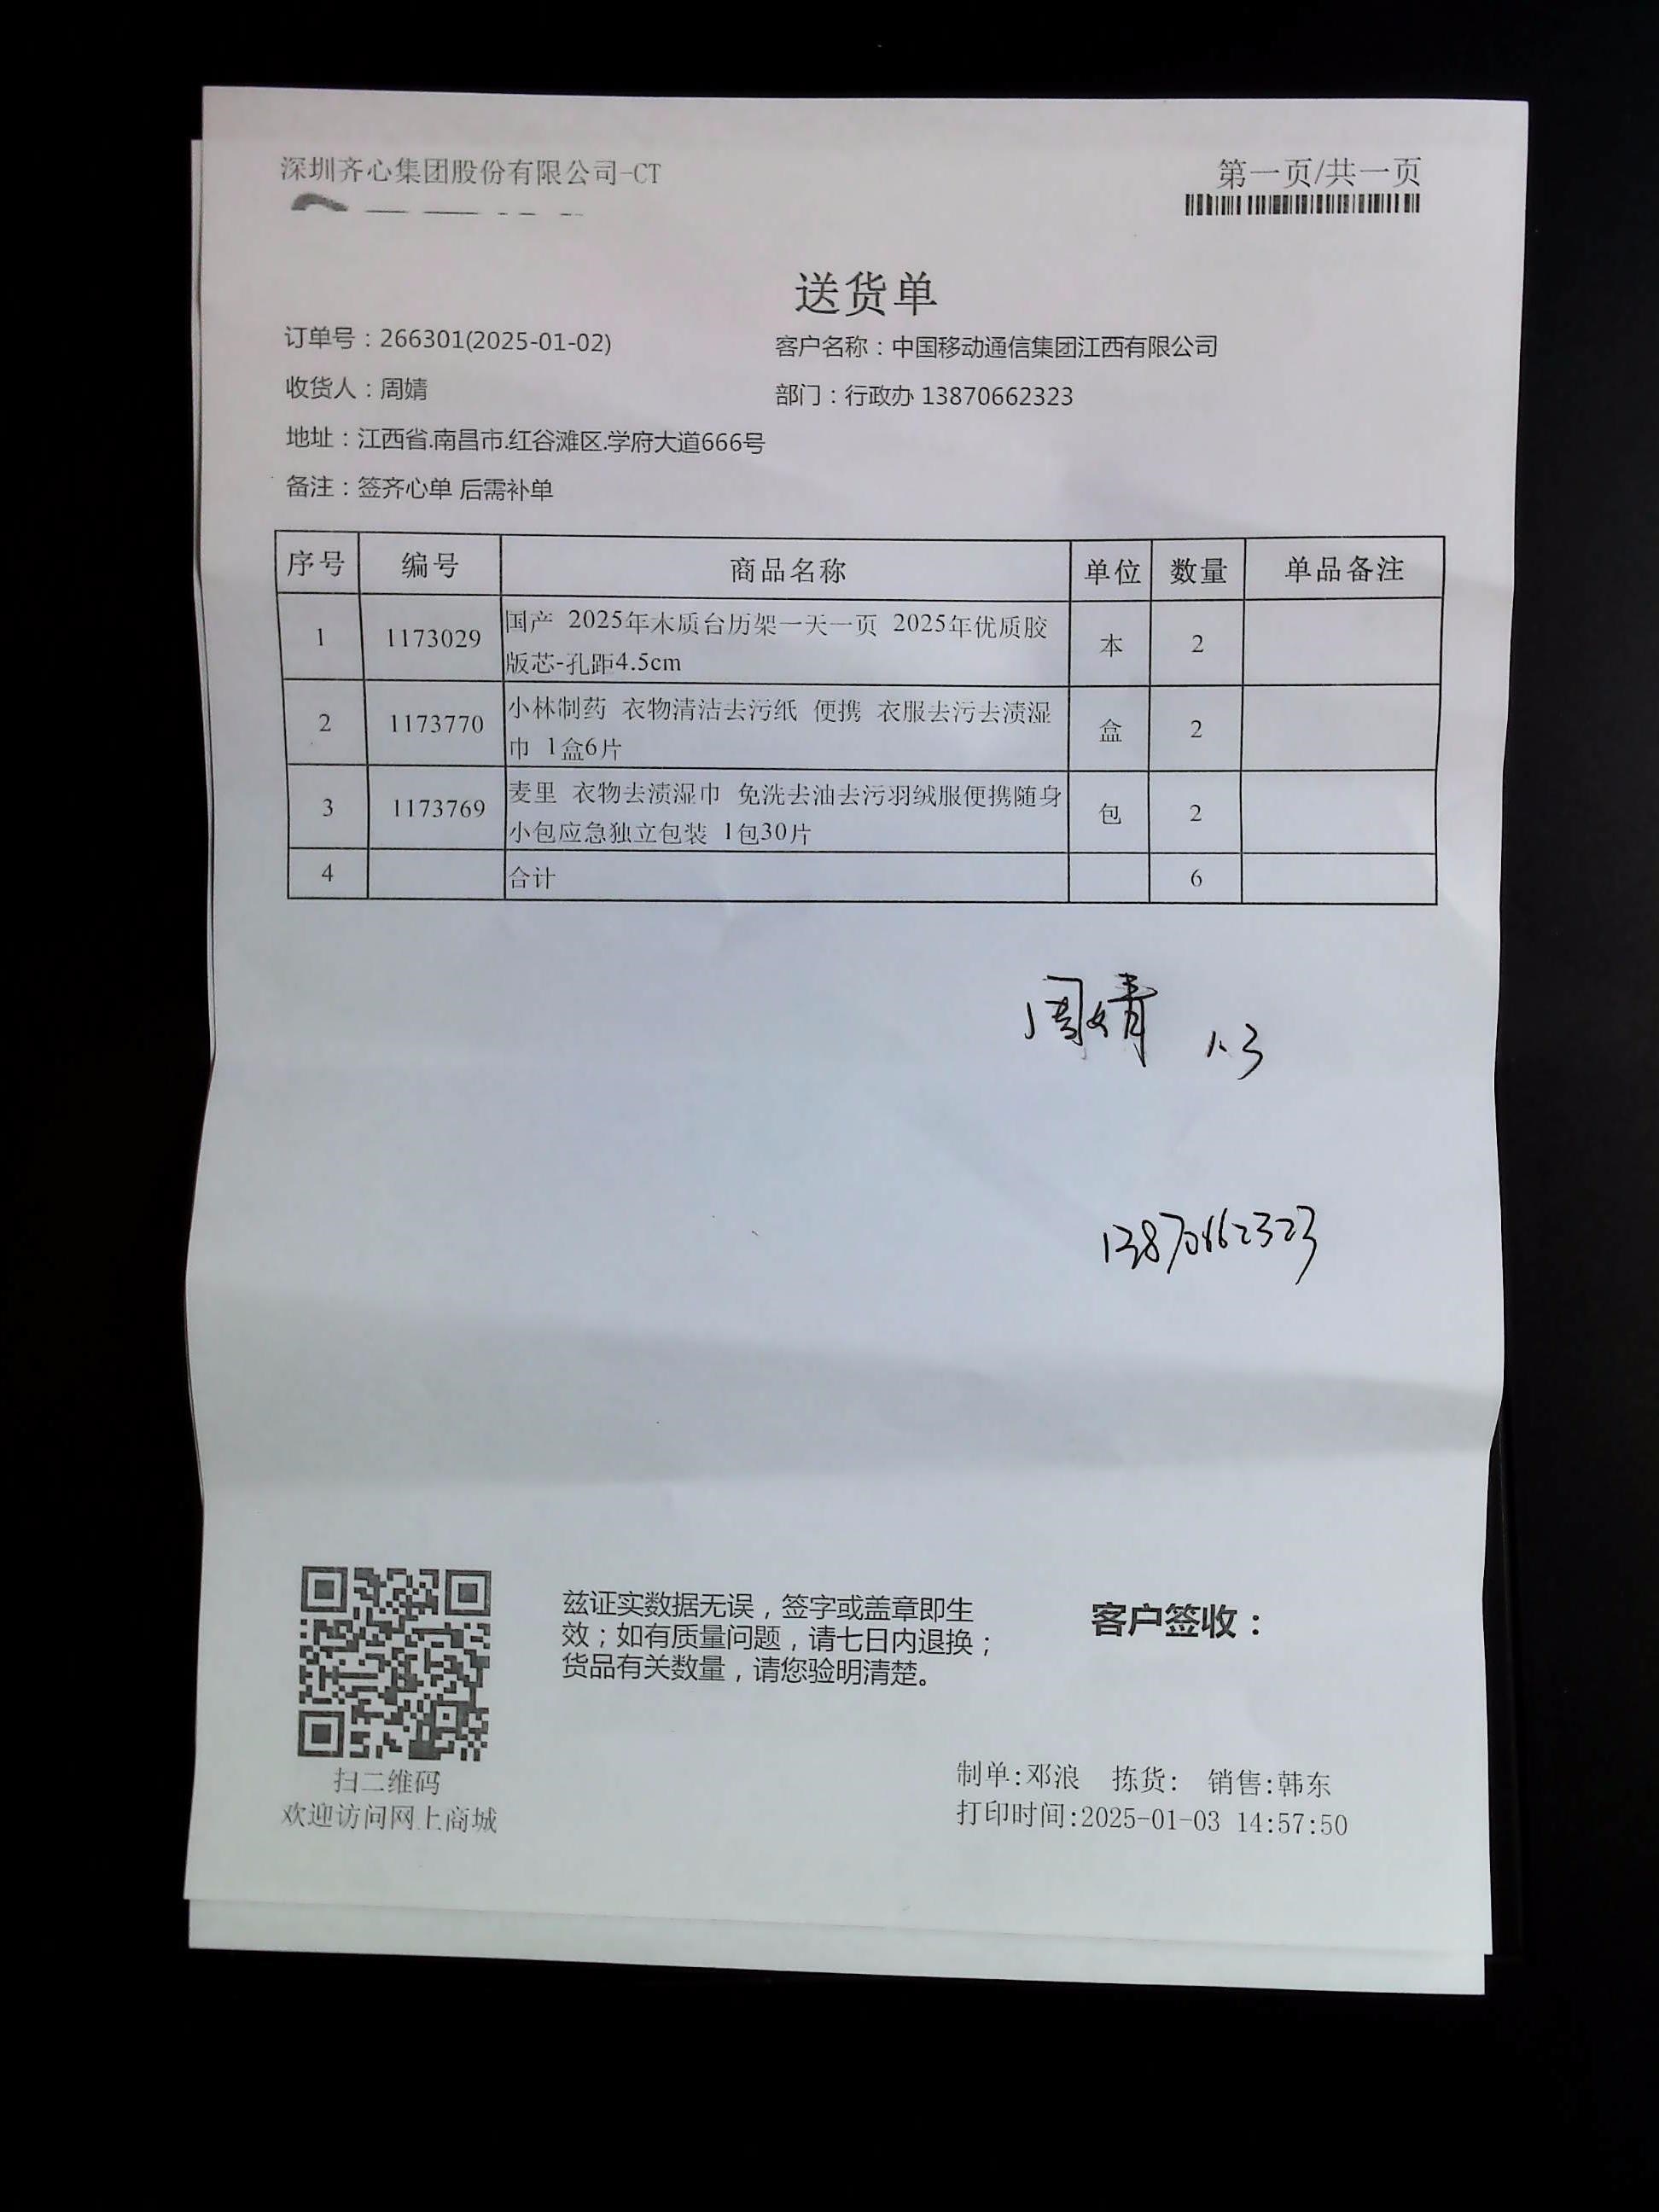 深圳齐心集团股份有限公司-CT
第一页/共一页
送货单
订单号：266301(2025-01-02)
客户名称：中国移动通信集团江西有限公司
收货人：周婧
部门：行政办 13870662323
地址：江西省.南昌市.红谷滩区.学府大道666号
备注：签齐心单 后需补单
序号 编号 商品名称 单位 数量 单品备注
1 1173029 国产 2025年木质台历架一天一页 2025年优质胶 本 2
版芯-孔距4.5cm
2 1173770 小林制药 衣物清洁去污纸 便携 衣服去污去渍湿 盒 2
巾 1盒6片
3 1173769 麦里 衣物去渍湿巾 免洗去油去污羽绒服便携随身 包 2
小包应急独立包装 1包30片
4 合计 6
周婧 1.3
13870662323
兹证实数据无误，签字或盖章即生
效；如有质量问题，请七日内退换；
货品有关数量，请您验明清楚。
客户签收：
扫二维码
欢迎访问网上商城
制单:邓浪 拣货: 销售:韩东
打印时间:2025-01-03 14:57:50